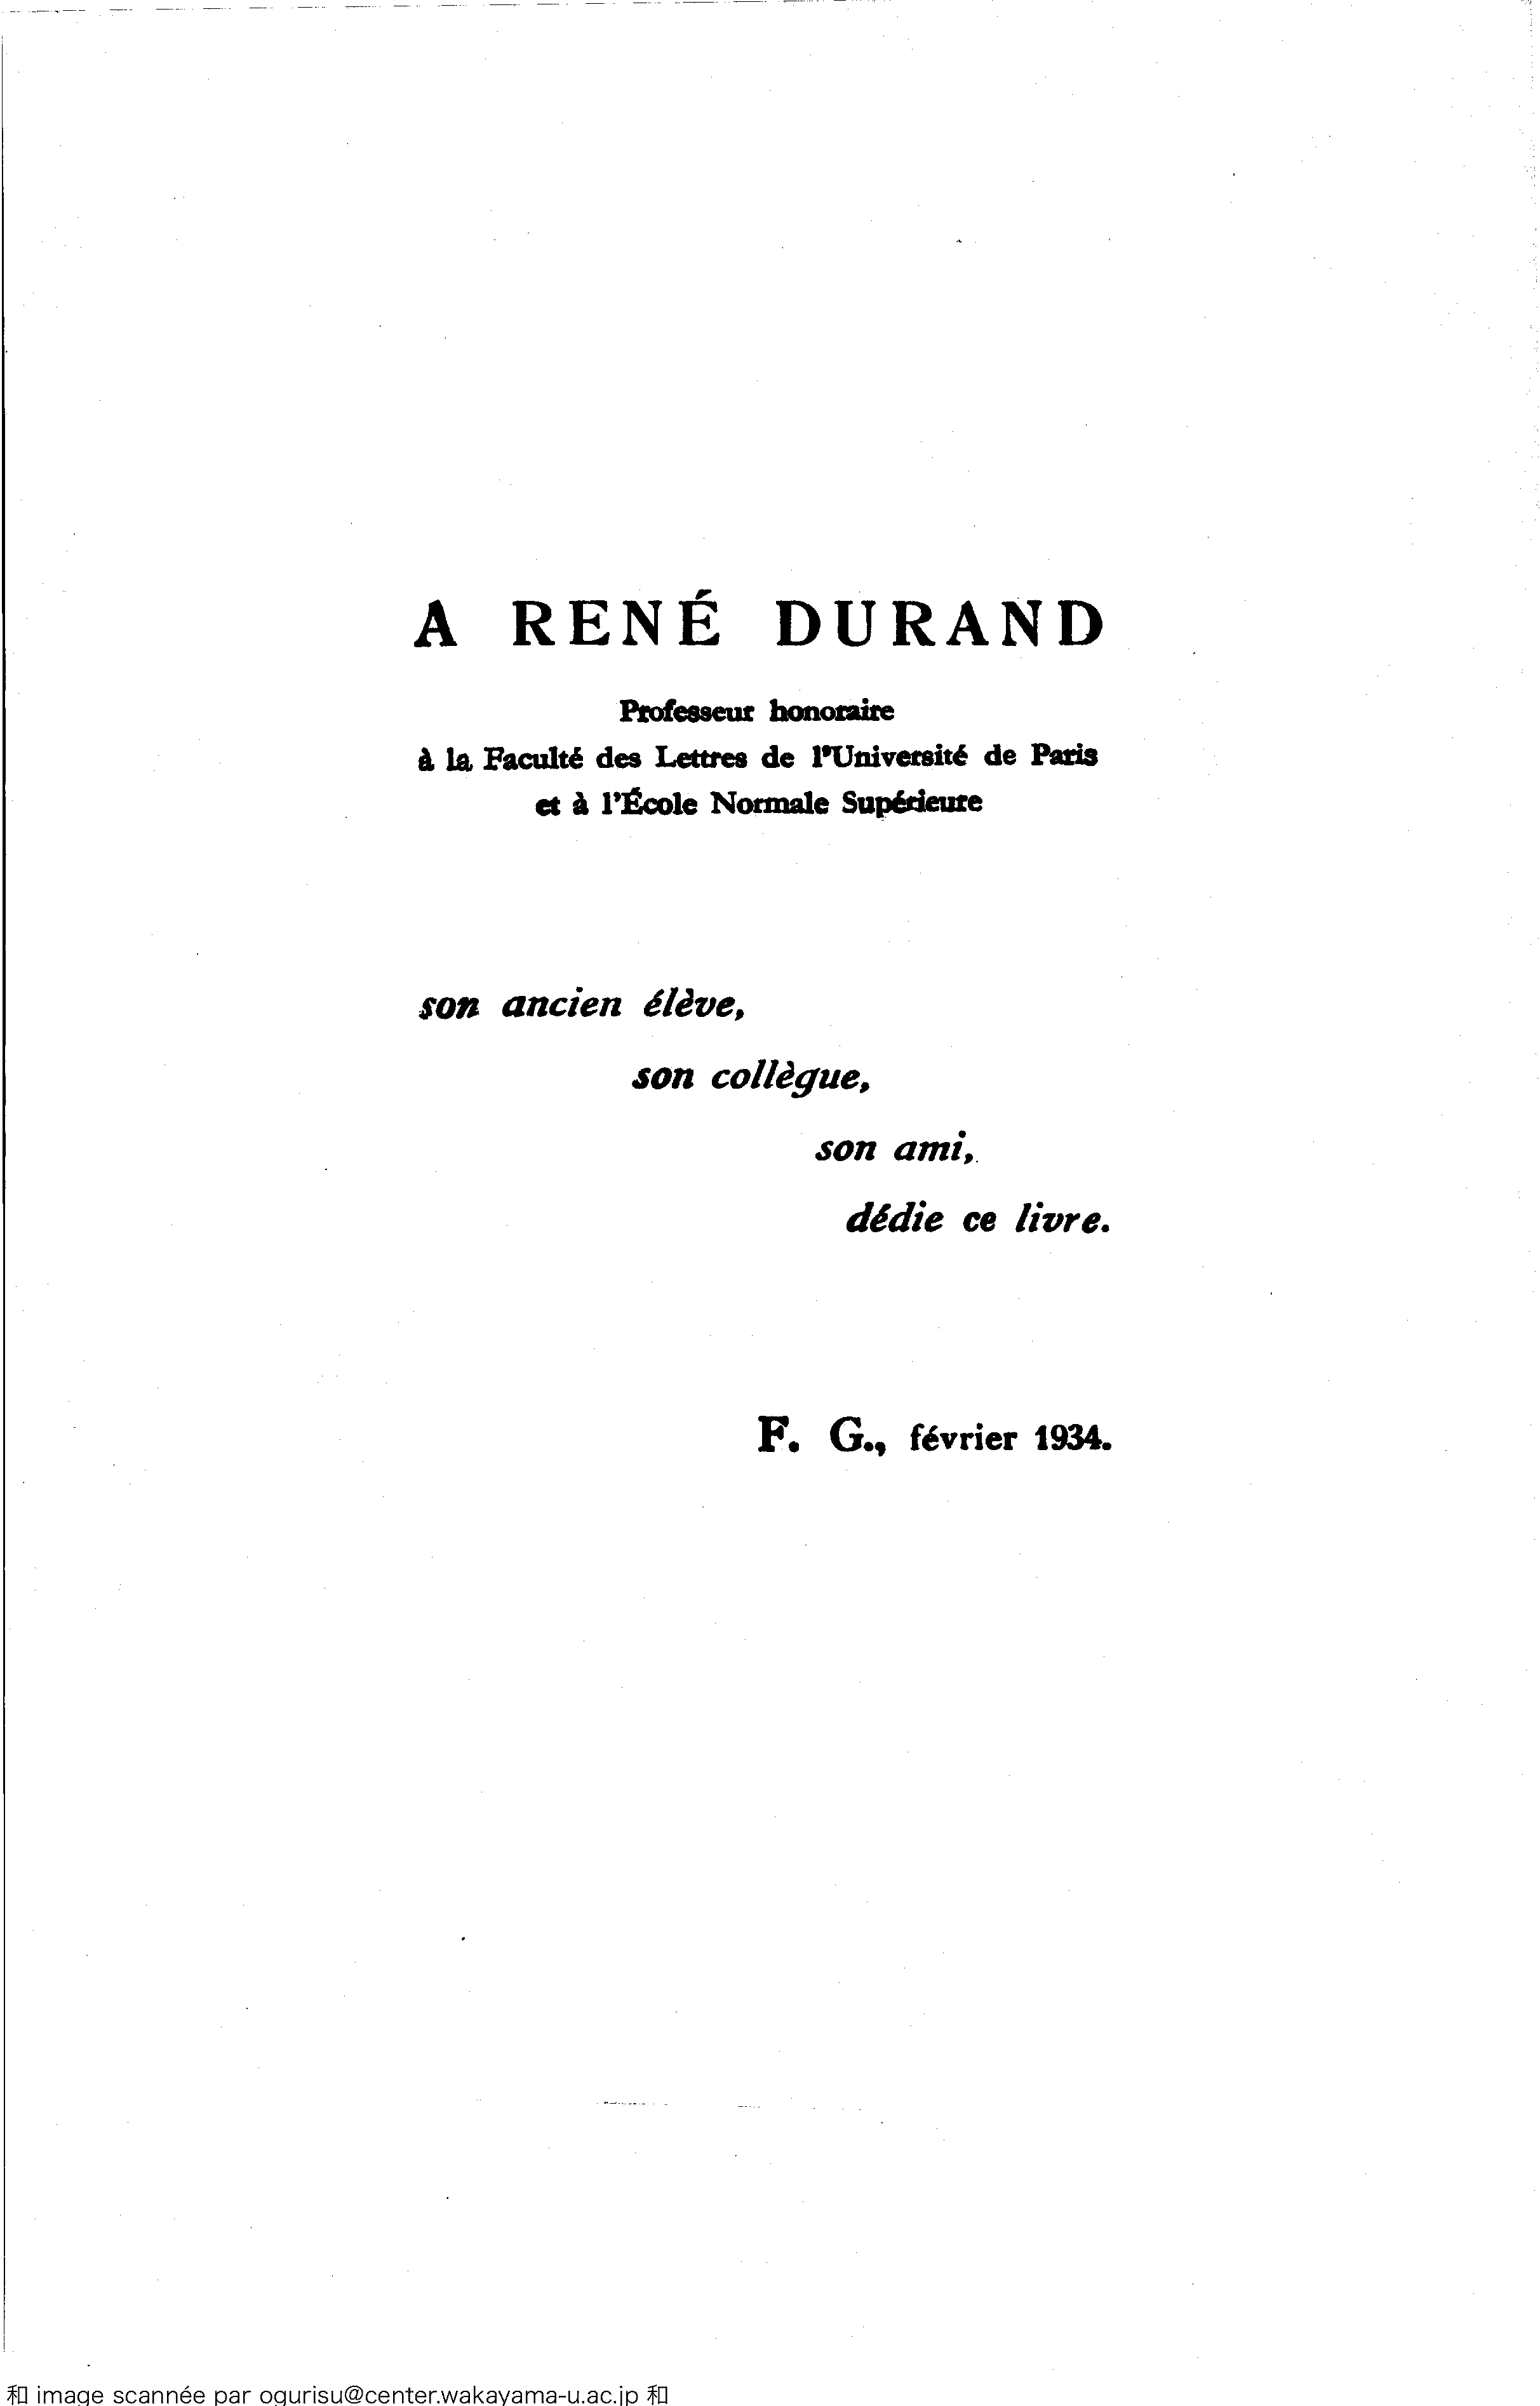 A RENÉ DURAND
Professeur honoraire
à la Faculté des Lettres de l'Université de Paris
et à l'École Normale Supérieure
son ancien élève,
son collègue,
son ami,
dédie ce livre.
F. G., février 1934.
和 image scannée par ogurisu@center.wakayama-u.ac.jp 和